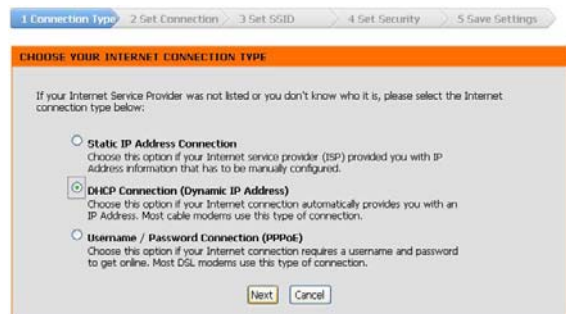 1 Connection Type 2 Set Connection 3 Set SSID 4 Set Security 5 Save Settings
CHOOSE YOUR INTERNET CONNECTION TYPE
If your Internet Service Provider was not listed or you don't know who it is, please select the Internet
connection type below:
Static IP Address Connection
Choose this option if your Internet service provider (ISP) provided you with IP
Address information that has to be manually configured.
DHCP Connection (Dynamic IP Address)
Choose this option if your Internet connection automatically provides you with an
IP Address. Most cable modems use this type of connection.
Username / Password Connection (PPPoE)
Choose this option if your Internet connection requires a username and password
to get online. Most DSL modems use this type of connection.
Next Cancel